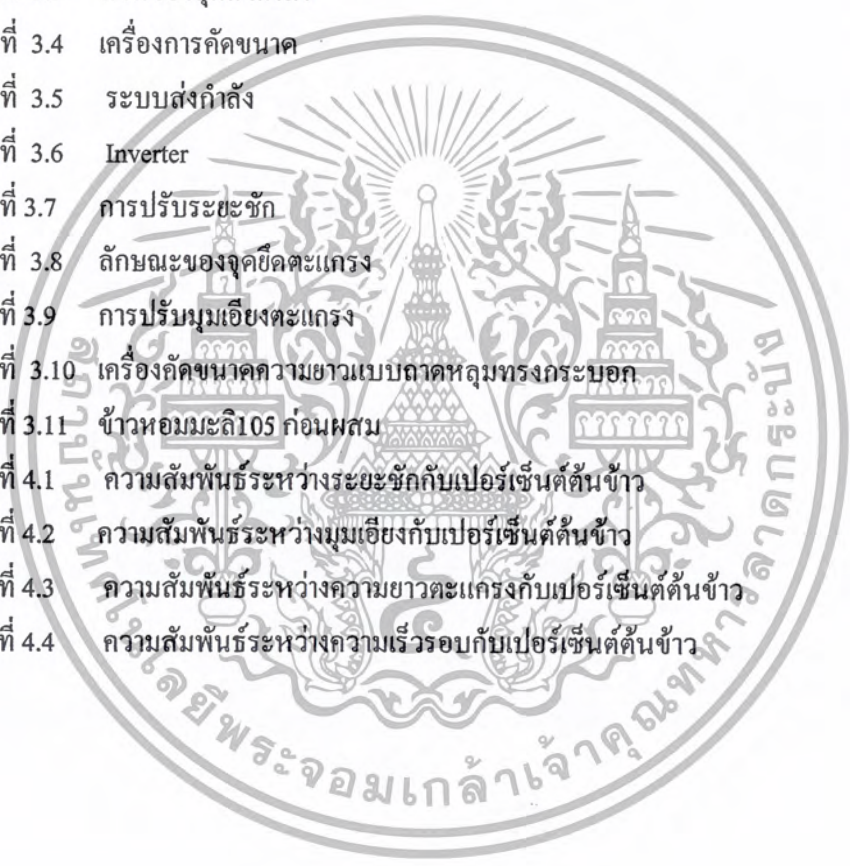 ที่ 3.4 เครื่องการคัดขนาด
ที่ 3.5 ระบบส่งกำลัง
ที่ 3.6 Inverter
ที่ 3.7 การปรับระยะชัก
ที่ 3.8 ลักษณะของจุดยึดตะแกรง
ที่ 3.9 การปรับมุมเอียงตะแกรง
ที่ 3.10 เครื่องคัดขนาดความยาวแบบถาดหลุมทรงกระบอก
ที่ 3.11 ข้าวหอมมะลิ105 ก่อนผสม
ที่ 4.1 ความสัมพันธ์ระหว่างระยะชักกับเปอร์เซ็นต์ต้นข้าว
ที่ 4.2 ความสัมพันธ์ระหว่างมุมเอียงกับเปอร์เซ็นต์ต้นข้าว
ที่ 4.3 ความสัมพันธ์ระหว่างความยาวตะแกรงกับเปอร์เซ็นต์ต้นข้าว
ที่ 4.4 ความสัมพันธ์ระหว่างความเร็วรอบกับเปอร์เซ็นต์ต้นข้าว
สถาบันเทคโนโลยีพระจอมเกล้าเจ้าคุณทหารลาดกระบัง